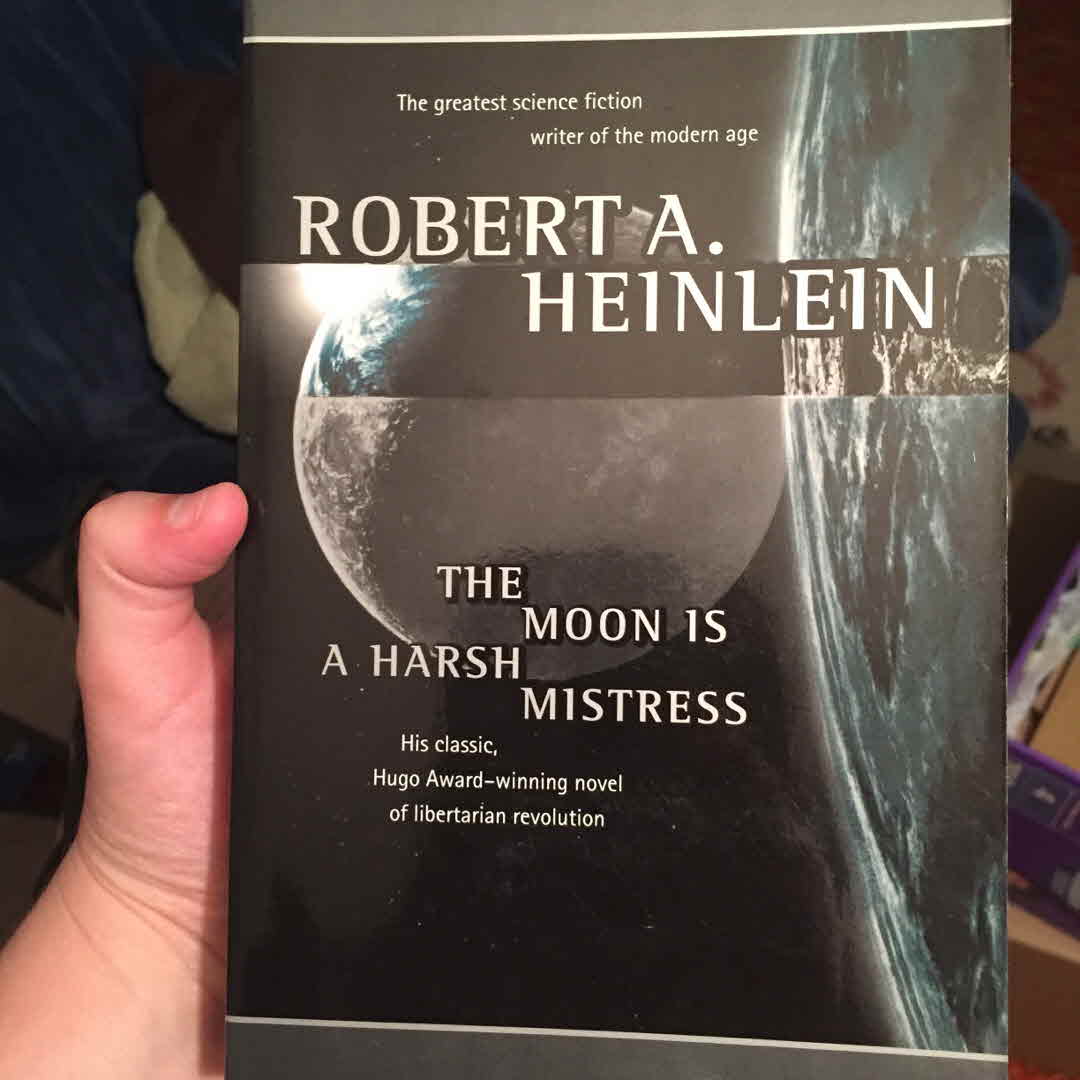 The greatest science fiction
writer of the modern age
ROBERT A.
HEINLEIN
THE
MOON IS
A HARSH
MISTRESS
His classic,
Hugo Award–winning novel
of libertarian revolution